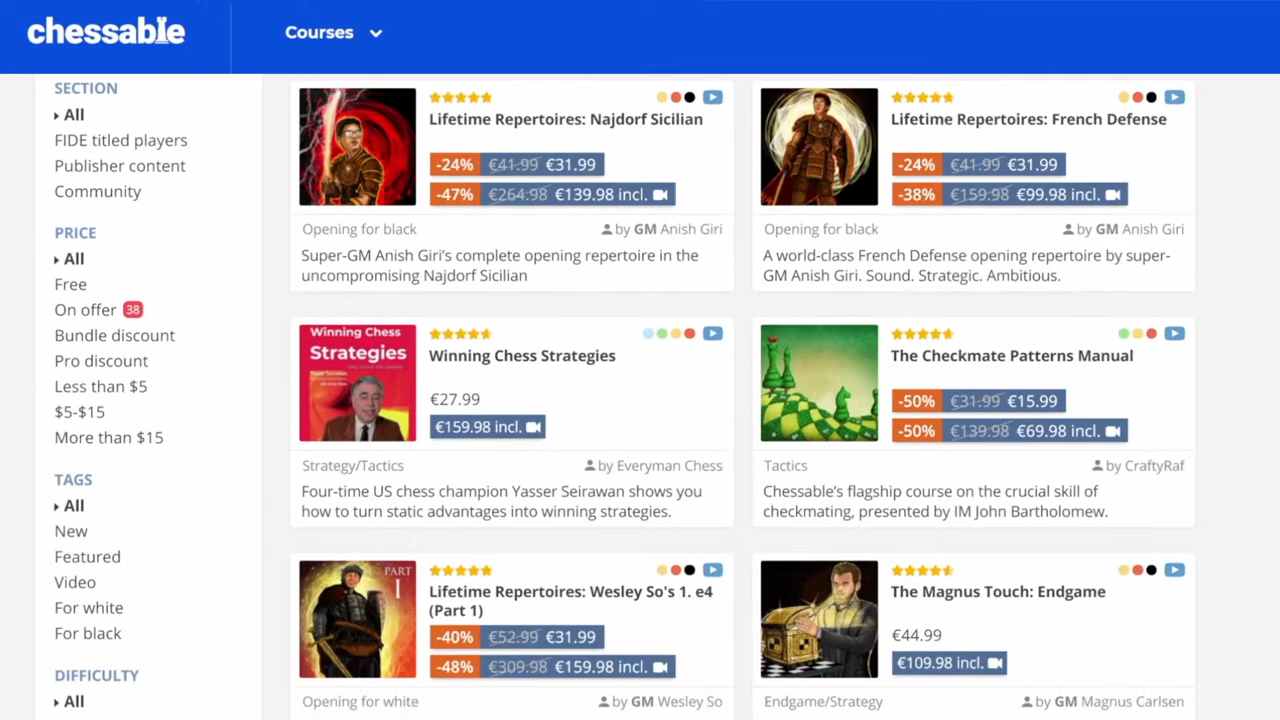 chessable
Courses
SECTION
All
FIDE titled players
Publisher content
Community
PRICE
All
Free
On offer 38
Bundle discount
Pro discount
Less than $5
$5-$15
More than $15
TAGS
All
New
Featured
Video
For white
For black
DIFFICULTY
All
Lifetime Repertoires: Najdorf Sicilian
-24% €41.99 €31.99
-47% €264.98 €139.98 incl.
Opening for black
by GM Anish Giri
Super-GM Anish Giri's complete opening repertoire in the
uncompromising Najdorf Sicilian
Lifetime Repertoires: French Defense
-24% €41.99 €31.99
-38% €159.98 €99.98 incl.
Opening for black
by GM Anish Giri
A world-class French Defense opening repertoire by super-
GM Anish Giri. Sound. Strategic. Ambitious.
Winning Chess
Strategies
Winning Chess Strategies
€27.99
€159.98 incl.
Strategy/Tactics
by Everyman Chess
Four-time US chess champion Yasser Seirawan shows you
how to turn static advantages into winning strategies.
The Checkmate Patterns Manual
-50% €31.99 €15.99
-50% €139.98 €69.98 incl.
Tactics
by CraftyRaf
Chessable's flagship course on the crucial skill of
checkmating, presented by IM John Bartholomew.
PART
I
Lifetime Repertoires: Wesley So's 1. e4
(Part 1)
-40% €52.99 €31.99
-48% €309.98 €159.98 incl.
Opening for white
by GM Wesley So
The Magnus Touch: Endgame
€44.99
€109.98 incl.
Endgame/Strategy
by GM Magnus Carlsen